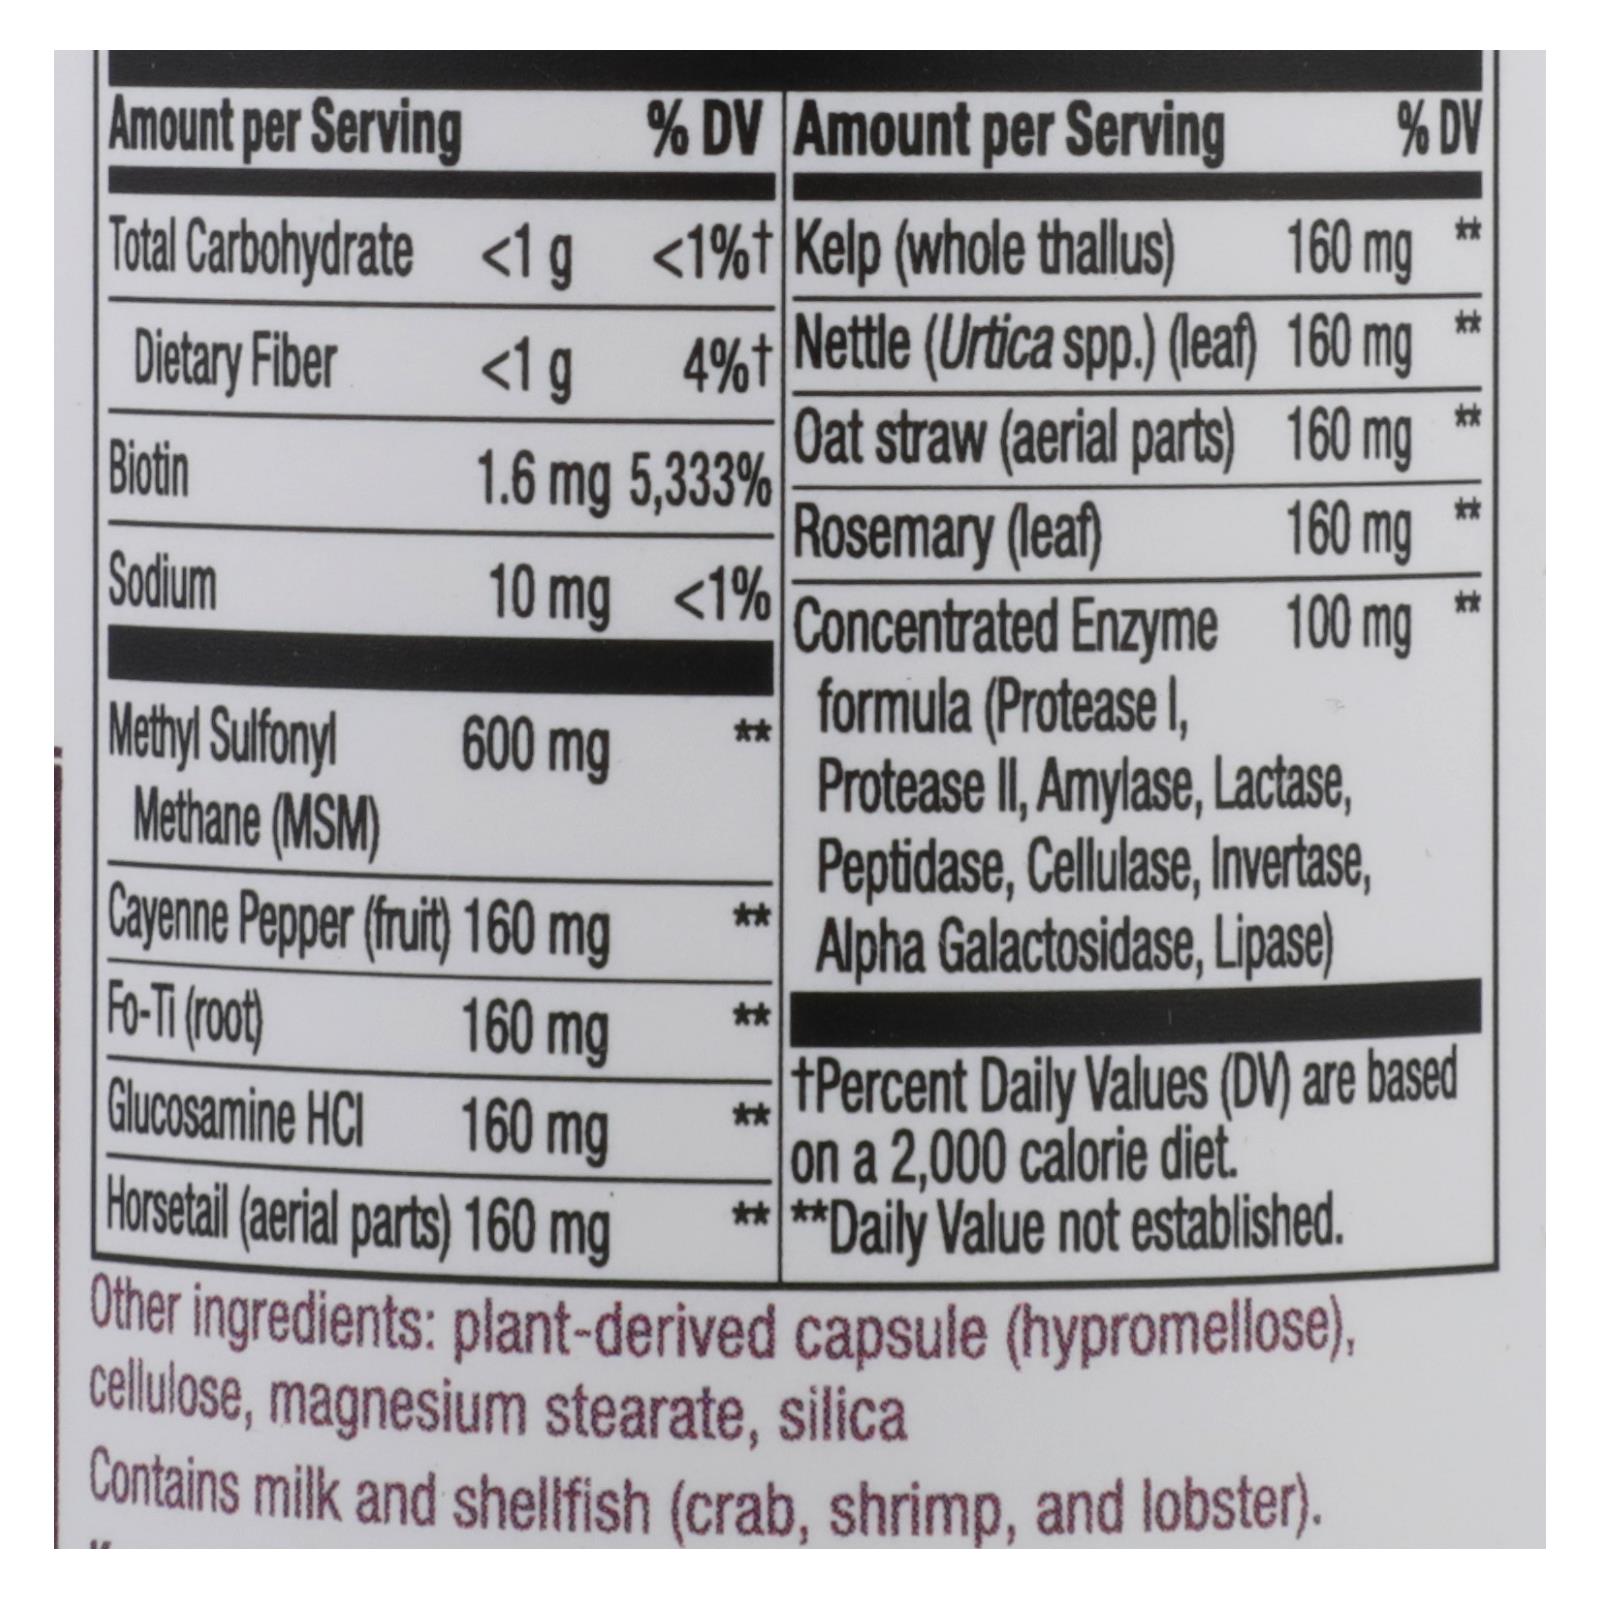 Amount per Serving % DV
Total Carbohydrate <1 g <1%†
Dietary Fiber <1 g 4%†
Biotin 1.6 mg 5,333%
Sodium 10 mg <1%
Methyl Sulfonyl 600 mg **
Methane (MSM)
Cayenne Pepper (fruit) 160 mg **
Fo-Ti (root) 160 mg **
Glucosamine HCl 160 mg **
Horsetail (aerial parts) 160 mg **
Amount per Serving % DV
Kelp (whole thallus) 160 mg **
Nettle (Urtica spp.) (leaf) 160 mg **
Oat straw (aerial parts) 160 mg **
Rosemary (leaf) 160 mg **
Concentrated Enzyme 100 mg **
formula (Protease I,
Protease II, Amylase, Lactase,
Peptidase, Cellulase, Invertase,
Alpha Galactosidase, Lipase)
†Percent Daily Values (DV) are based
on a 2,000 calorie diet.
**Daily Value not established.
Other ingredients: plant-derived capsule (hypromellose),
cellulose, magnesium stearate, silica
Contains milk and shellfish (crab, shrimp, and lobster).